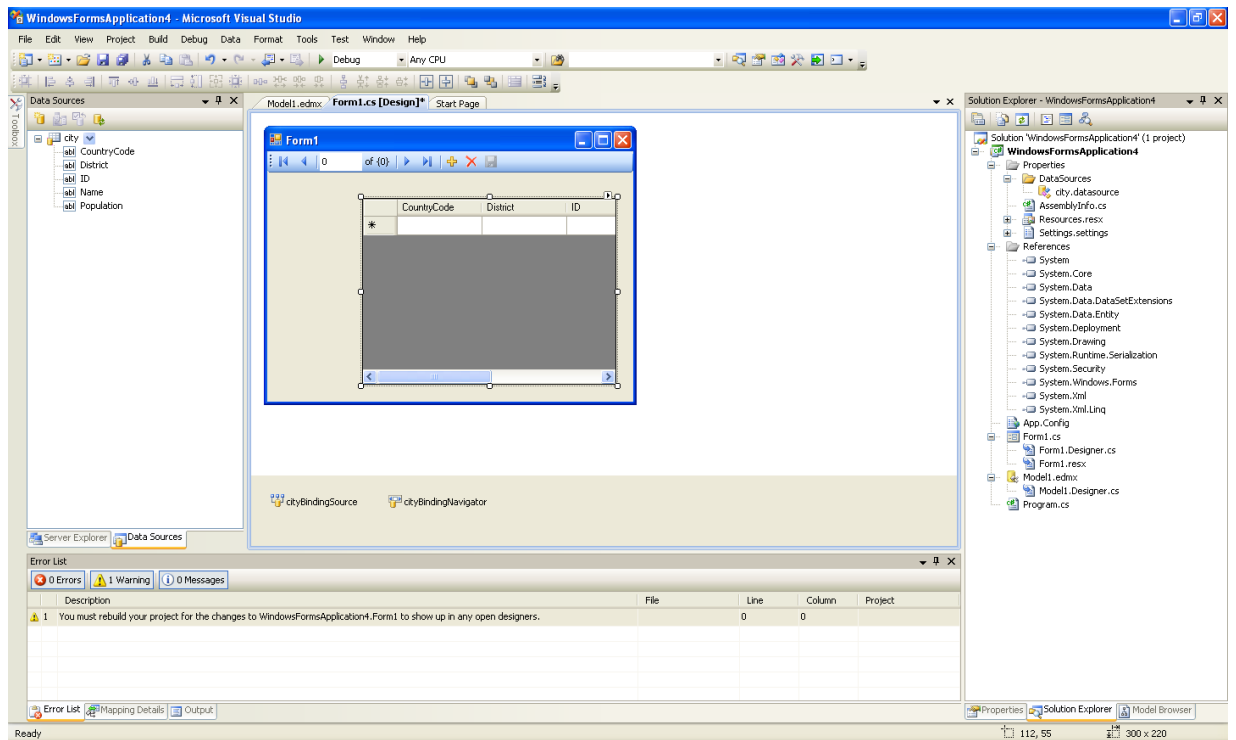 WindowsFormsApplication4 - Microsoft Visual Studio
File Edit View Project Build Debug Data Format Tools Test Window Help
Debug Any CPU
Toolbox
Data Sources
city
CountryCode
District
ID
Name
Population
Server Explorer Data Sources
Model1.edmx Form1.cs [Design]* Start Page
Form1
0 of {0}
CountryCode District ID
cityBindingSource cityBindingNavigator
Solution Explorer - WindowsFormsApplication4
Solution 'WindowsFormsApplication4' (1 project)
WindowsFormsApplication4
Properties
DataSources
city.datasource
AssemblyInfo.cs
Resources.resx
Settings.settings
References
System
System.Core
System.Data
System.Data.DataSetExtensions
System.Data.Entity
System.Deployment
System.Drawing
System.Runtime.Serialization
System.Security
System.Windows.Forms
System.Xml
System.Xml.Linq
App.Config
Form1.cs
Form1.Designer.cs
Form1.resx
Model1.edmx
Model1.Designer.cs
Program.cs
Properties Solution Explorer Model Browser
Error List
0 Errors 1 Warning 0 Messages
Description File Line Column Project
1 You must rebuild your project for the changes to WindowsFormsApplication4.Form1 to show up in any open designers. 0 0
Error List Mapping Details Output
Ready 112, 55 300 x 220